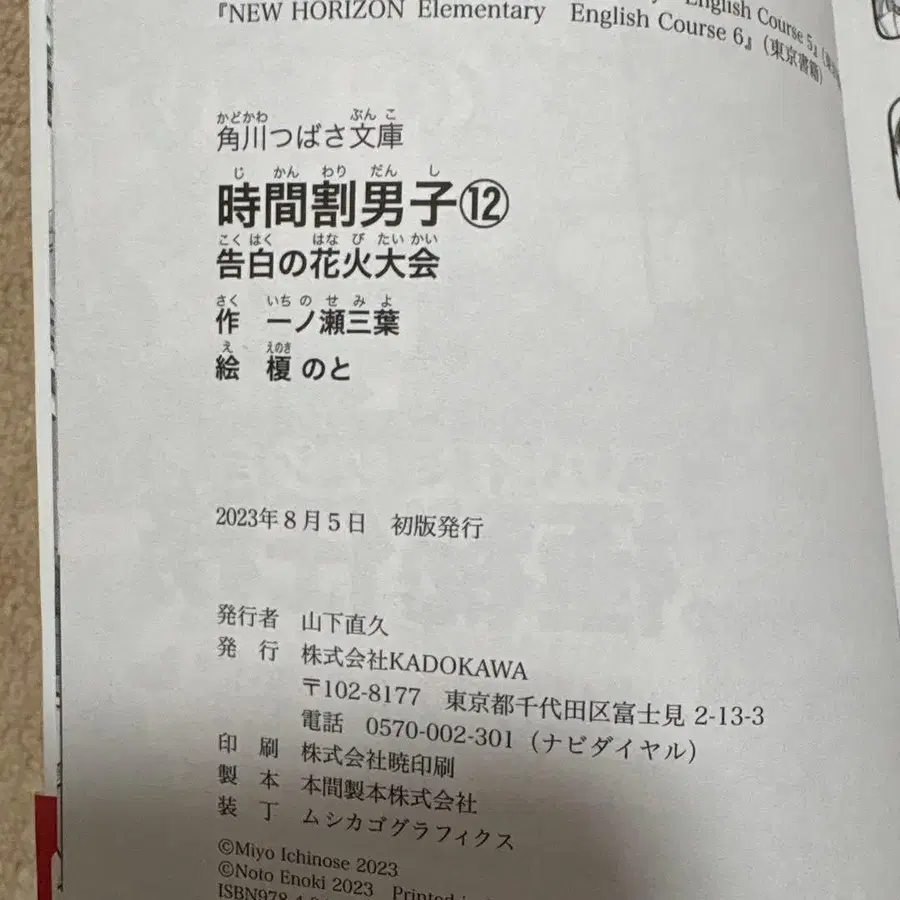 English Course 5』
『NEW HORIZON Elementary English Course 6』(東京書籍)
かどかわ ぶんこ
角川つばさ文庫
じかんわりだんし
時間割男子⑫
こくはく はなびたいかい
告白の花火大会
さく いちのせみよ
作 一ノ瀬三葉
え えのき
絵 榎 のと
2023年8月5日 初版発行
発行者 山下直久
発 行 株式会社KADOKAWA
〒102-8177 東京都千代田区富士見 2-13-3
電話 0570-002-301(ナビダイヤル)
印 刷 株式会社暁印刷
製 本 本間製本株式会社
装 丁 ムシカゴグラフィクス
©Miyo Ichinose 2023
©Noto Enoki 2023 Printed
ISBN978-4-04